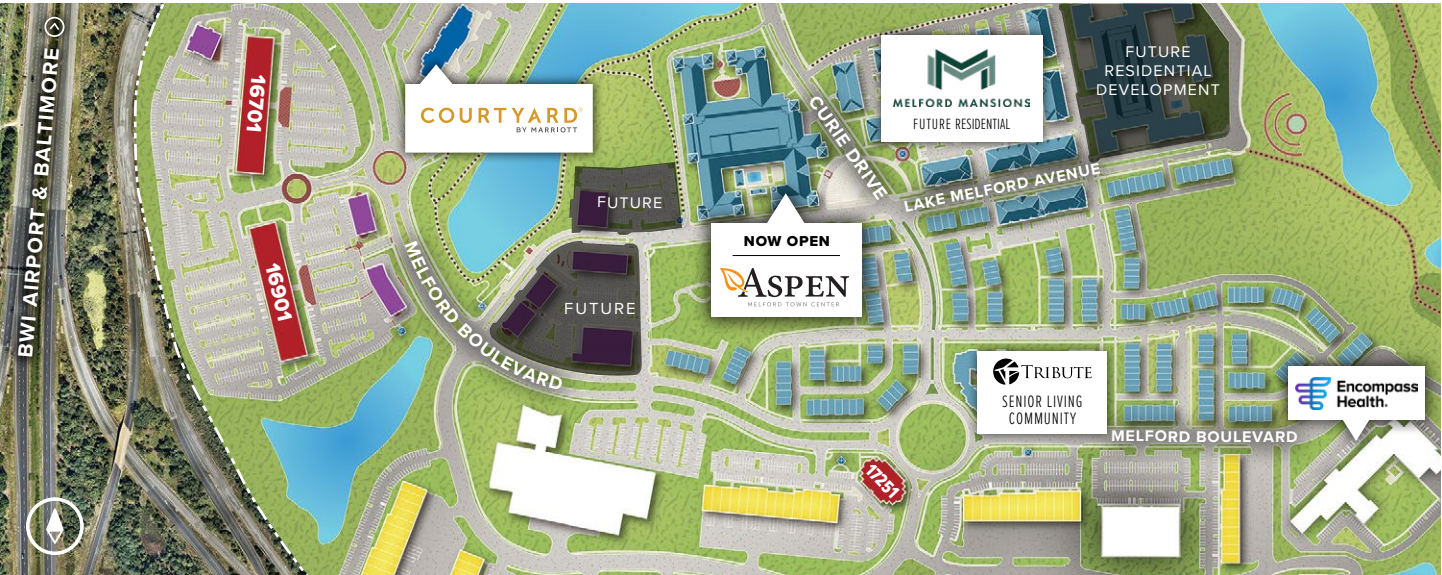 BWI AIRPORT & BALTIMORE
16701
16901
COURTYARD®
BY MARRIOTT
MELFORD BOULEVARD
FUTURE
FUTURE
CURIE DRIVE
NOW OPEN
ASPEN
MELFORD TOWN CENTER
MELFORD MANSIONS
FUTURE RESIDENTIAL
FUTURE
RESIDENTIAL
DEVELOPMENT
LAKE MELFORD AVENUE
TRIBUTE
SENIOR LIVING
COMMUNITY
Encompass
Health.
MELFORD BOULEVARD
17251